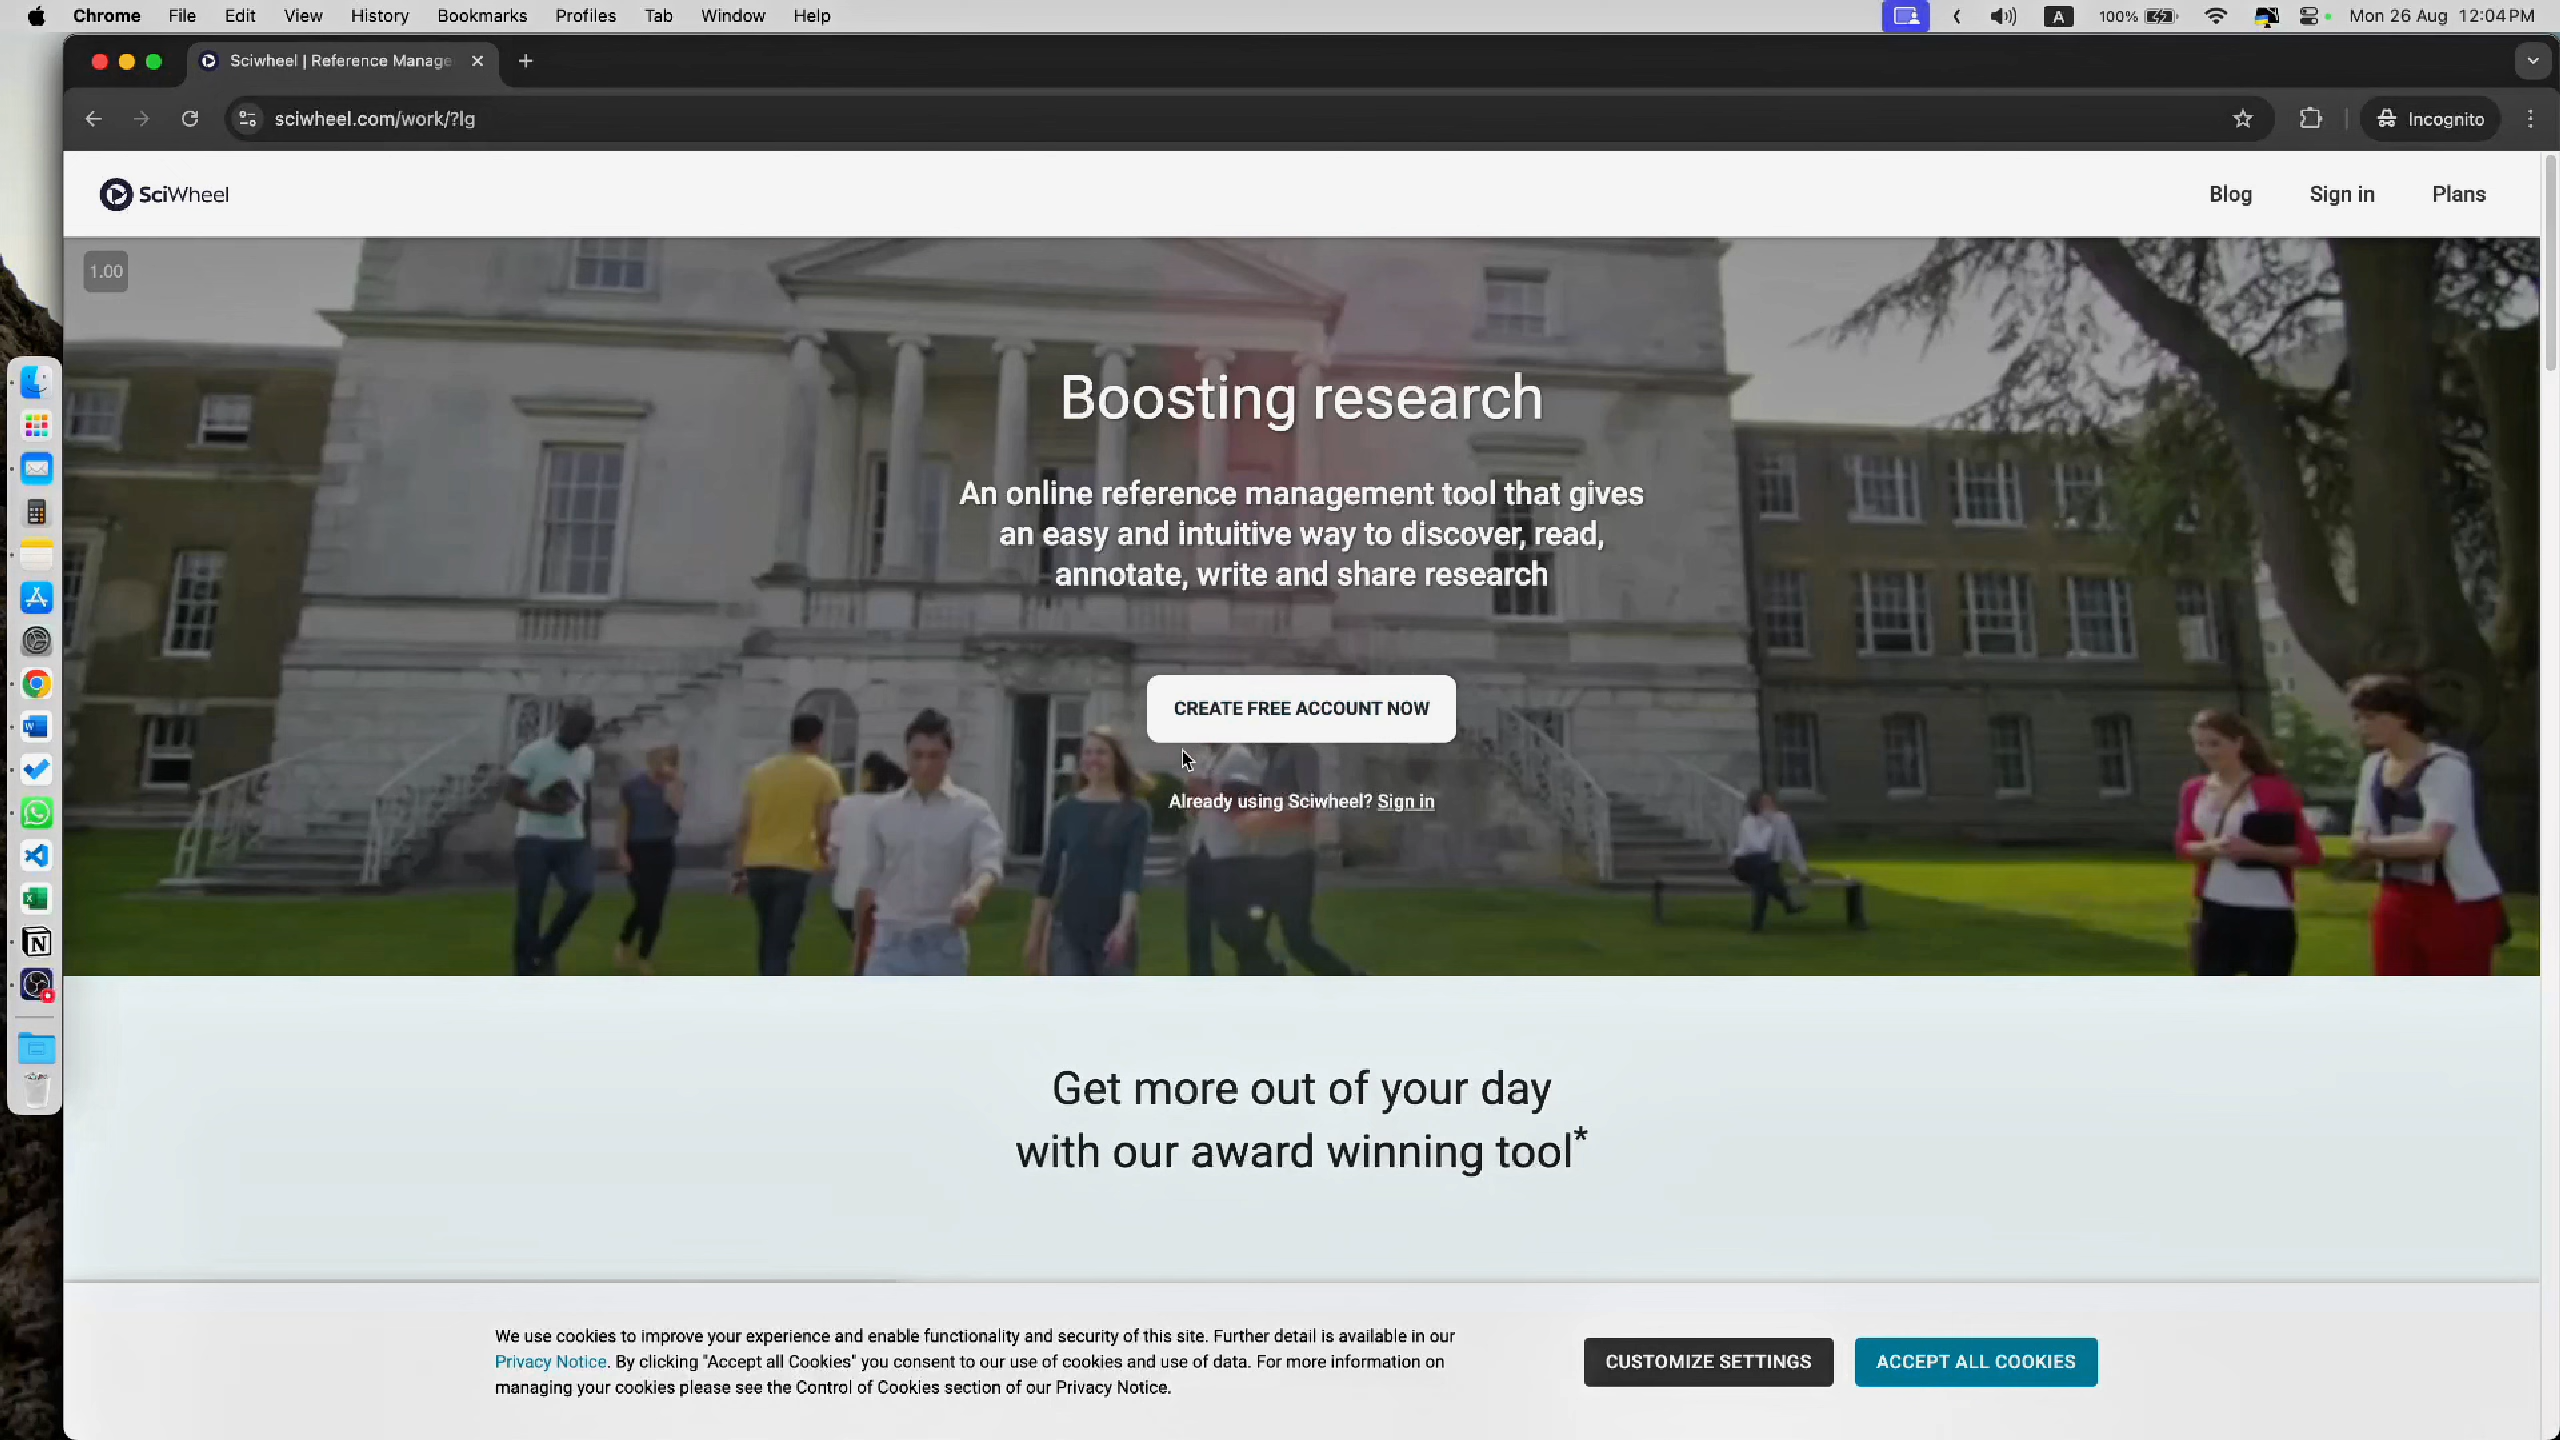 Chrome File Edit View History Bookmarks Profiles Tab Window Help
A 100% Mon 26 Aug 12:04 PM
Sciwheel | Reference Manage
sciwheel.com/work/?lg
Incognito
SciWheel
Blog Sign in Plans
1.00
Boosting research
An online reference management tool that gives
an easy and intuitive way to discover, read,
annotate, write and share research
CREATE FREE ACCOUNT NOW
Already using Sciwheel? Sign in
Get more out of your day
with our award winning tool*
We use cookies to improve your experience and enable functionality and security of this site. Further detail is available in our
Privacy Notice. By clicking "Accept all Cookies" you consent to our use of cookies and use of data. For more information on
managing your cookies please see the Control of Cookies section of our Privacy Notice.
CUSTOMIZE SETTINGS
ACCEPT ALL COOKIES